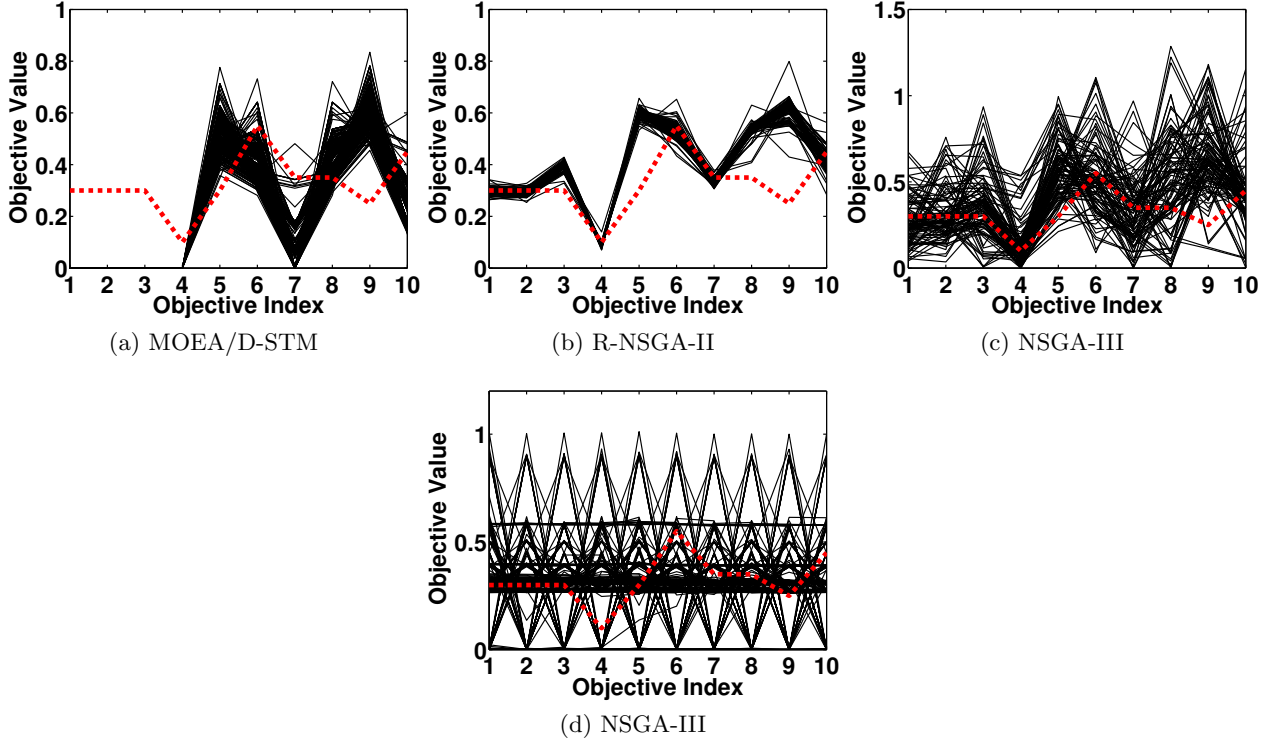 1
0.8
0.6
0.4
0.2
0
Objective Value
1 2 3 4 5 6 7 8 9 10
Objective Index
(a) MOEA/D-STM
1
0.8
0.6
0.4
0.2
0
Objective Value
1 2 3 4 5 6 7 8 9 10
Objective Index
(b) R-NSGA-II
1.5
1
0.5
0
Objective Value
1 2 3 4 5 6 7 8 9 10
Objective Index
(c) NSGA-III
1
0.5
0
Objective Value
1 2 3 4 5 6 7 8 9 10
Objective Index
(d) NSGA-III